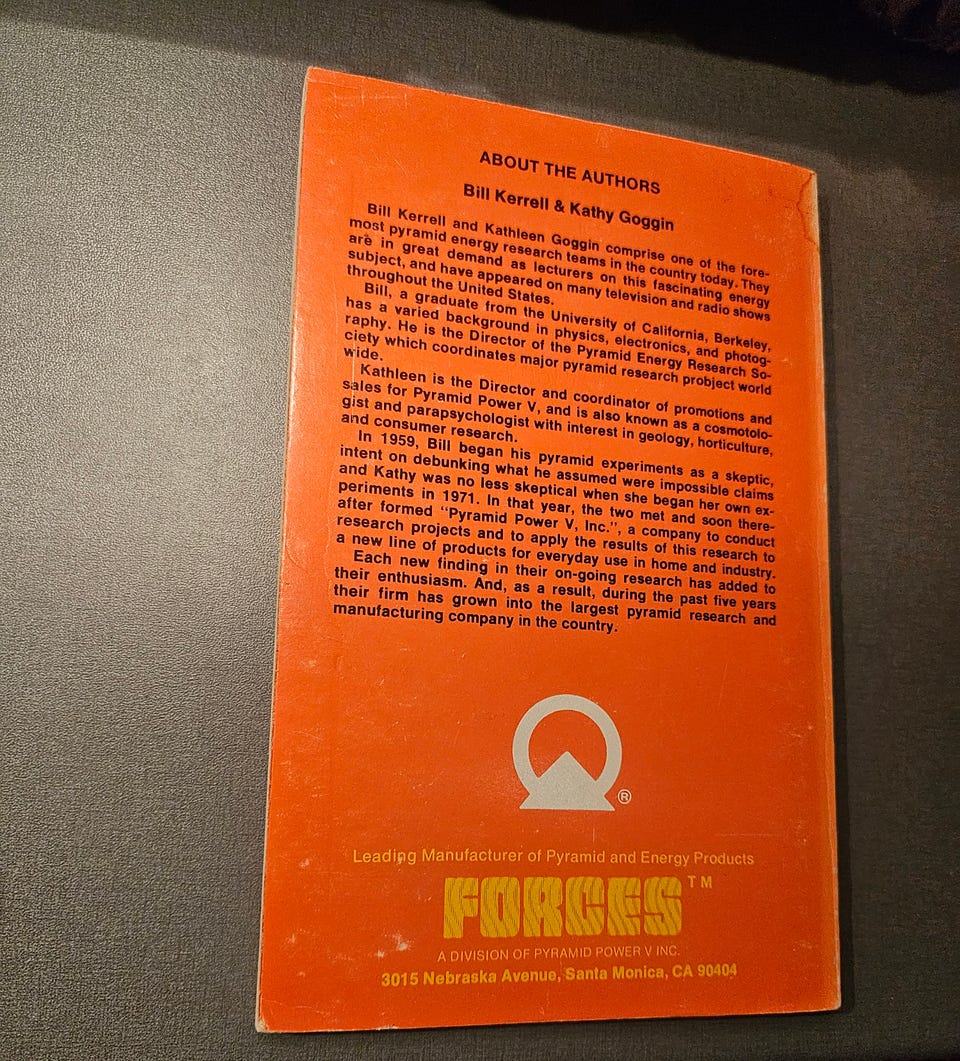 ABOUT THE AUTHORS
Bill Kerrell & Kathy Goggin
Bill Kerrell and Kathleen Goggin comprise one of the fore-
most pyramid energy research teams in the country today. They
are in great demand as lecturers on this fascinating energy
subject, and have appeared on many television and radio shows
throughout the United States.
Bill, a graduate from the University of California, Berkeley,
has a varied background in physics, electronics, and photog-
raphy. He is the Director of the Pyramid Energy Research So-
ciety which coordinates major pyramid research probject world
wide.
Kathleen is the Director and coordinator of promotions and
sales for Pyramid Power V, and is also known as a cosmotolo-
gist and parapsychologist with interest in geology, horticulture,
and consumer research.
In 1959, Bill began his pyramid experiments as a skeptic,
intent on debunking what he assumed were impossible claims
and Kathy was no less skeptical when she began her own ex-
periments in 1971. In that year, the two met and soon there-
after formed "Pyramid Power V, Inc.", a company to conduct
research projects and to apply the results of this research to
a new line of products for everyday use in home and industry.
Each new finding in their on-going research has added to
their enthusiasm. And, as a result, during the past five years
their firm has grown into the largest pyramid research and
manufacturing company in the country.
®
Leading Manufacturer of Pyramid and Energy Products
FORCES TM
A DIVISION OF PYRAMID POWER V INC.
3015 Nebraska Avenue, Santa Monica, CA 90404